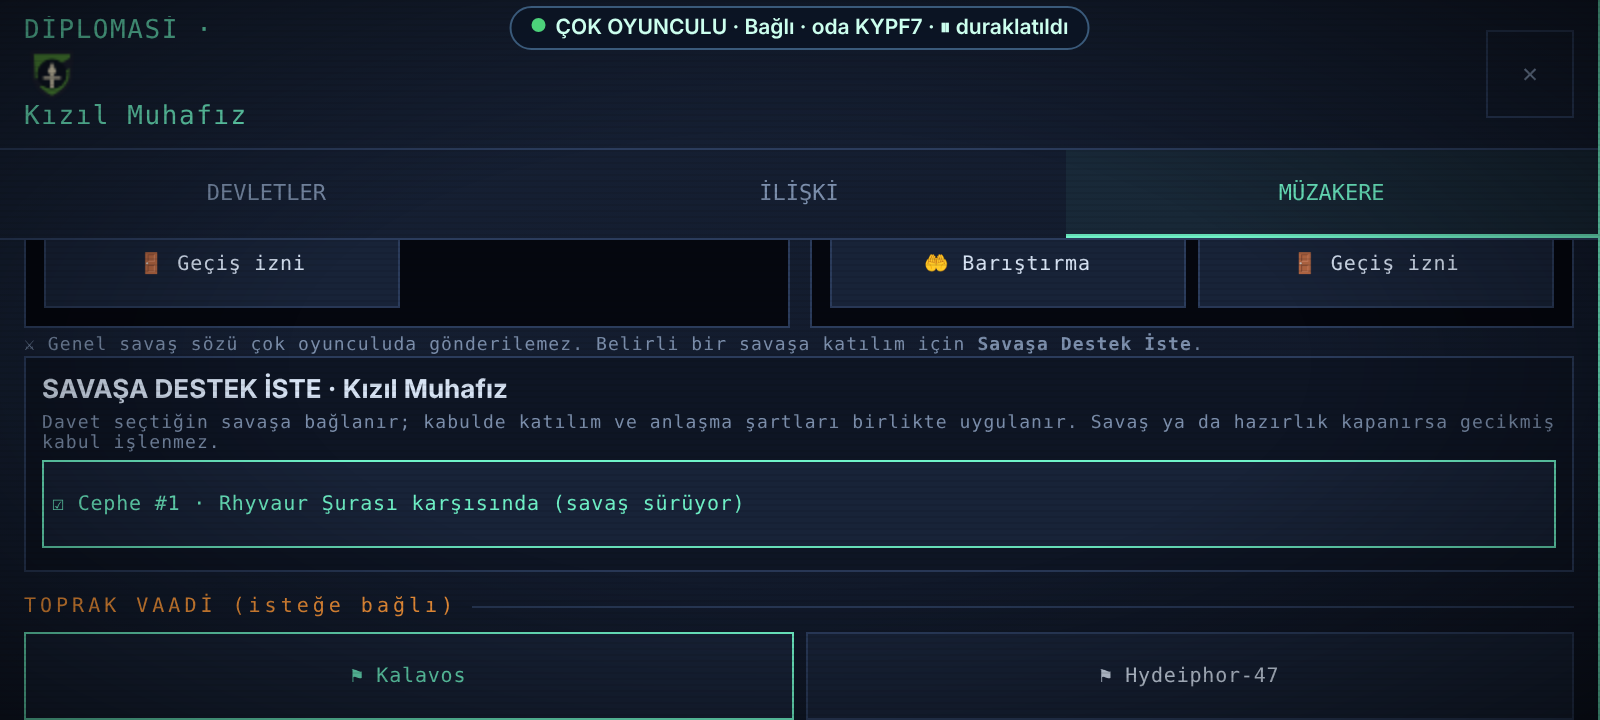 DİPLOMASİ ·
ÇOK OYUNCULU · Bağlı · oda KYPF7 · ⏸ duraklatıldı
×
Kızıl Muhafız
DEVLETLER
İLİŞKİ
MÜZAKERE
🚪 Geçiş izni
🤲 Barıştırma
🚪 Geçiş izni
⚔ Genel savaş sözü çok oyunculuda gönderilemez. Belirli bir savaşa katılım için Savaşa Destek İste.
SAVAŞA DESTEK İSTE · Kızıl Muhafız
Davet seçtiğin savaşa bağlanır; kabulde katılım ve anlaşma şartları birlikte uygulanır. Savaş ya da hazırlık kapanırsa gecikmiş
kabul işlenmez.
☑ Cephe #1 · Rhyvaur Şurası karşısında (savaş sürüyor)
TOPRAK VAADİ (isteğe bağlı)
⚑ Kalavos
⚑ Hydeiphor-47